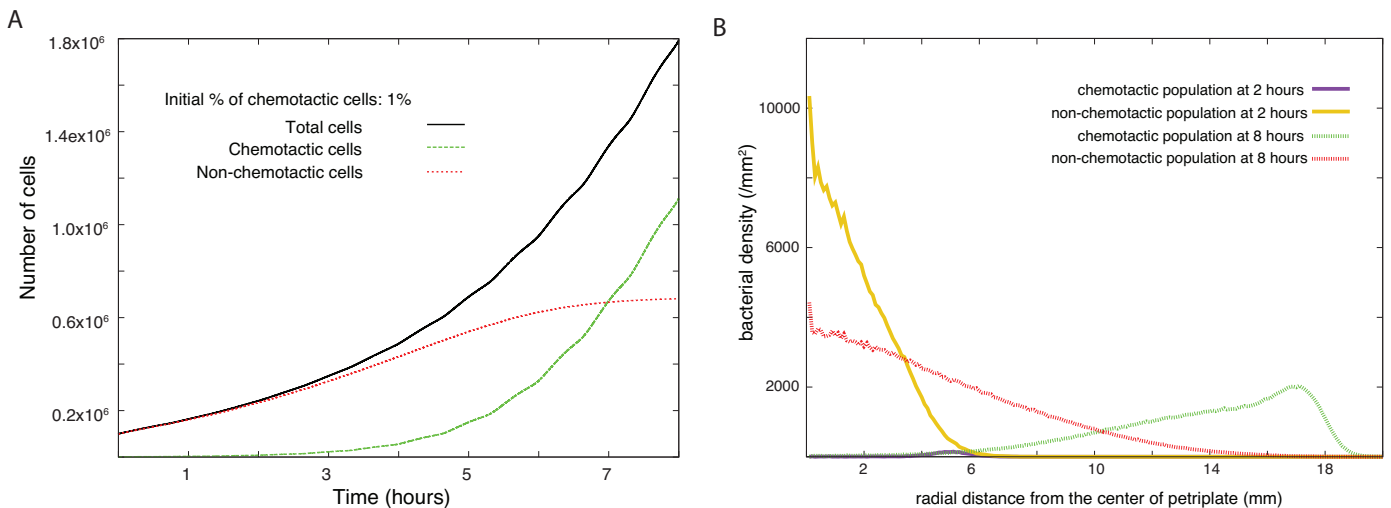 A
1.8x10⁶
1.4x10⁶
1.0x10⁶
0.6x10⁶
0.2x10⁶
Number of cells
Initial % of chemotactic cells: 1%
Total cells
Chemotactic cells
Non-chemotactic cells
1 3 5 7
Time (hours)
B
10000
6000
2000
bacterial density (/mm²)
chemotactic population at 2 hours
non-chemotactic population at 2 hours
chemotactic population at 8 hours
non-chemotactic population at 8 hours
2 6 10 14 18
radial distance from the center of petriplate (mm)